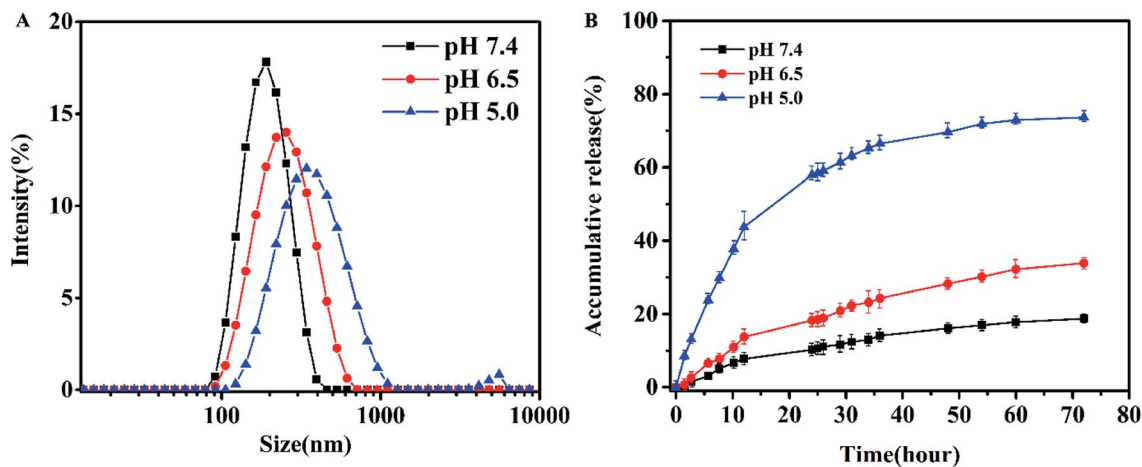 A
20
15
10
5
0
Intensity(%)
pH 7.4
pH 6.5
pH 5.0
100
1000
10000
Size(nm)
B
100
80
60
40
20
0
Accumulative release(%)
pH 7.4
pH 6.5
pH 5.0
0 10 20 30 40 50 60 70 80
Time(hour)